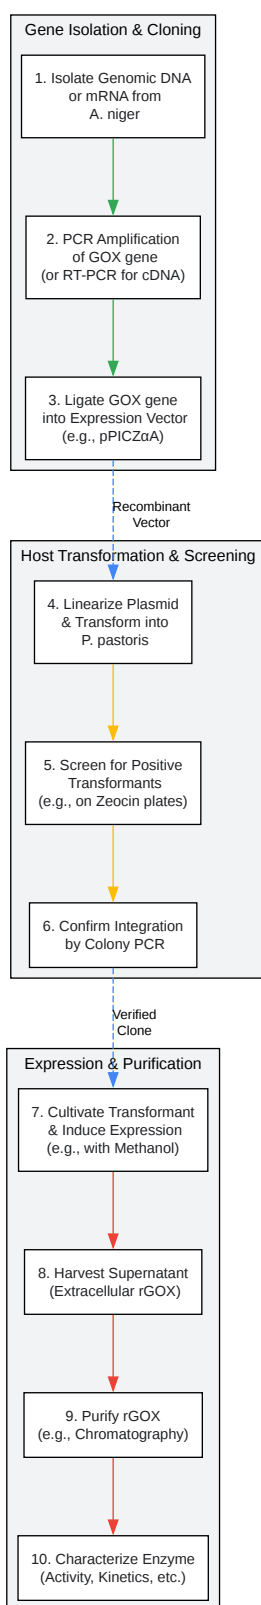 Gene Isolation & Cloning
1. Isolate Genomic DNA
or mRNA from
A. niger
2. PCR Amplification
of GOX gene
(or RT-PCR for cDNA)
3. Ligate GOX gene
into Expression Vector
(e.g., pPICZαA)
Recombinant
Vector
Host Transformation & Screening
4. Linearize Plasmid
& Transform into
P. pastoris
5. Screen for Positive
Transformants
(e.g., on Zeocin plates)
6. Confirm Integration
by Colony PCR
Verified
Clone
Expression & Purification
7. Cultivate Transformant
& Induce Expression
(e.g., with Methanol)
8. Harvest Supernatant
(Extracellular rGOX)
9. Purify rGOX
(e.g., Chromatography)
10. Characterize Enzyme
(Activity, Kinetics, etc.)